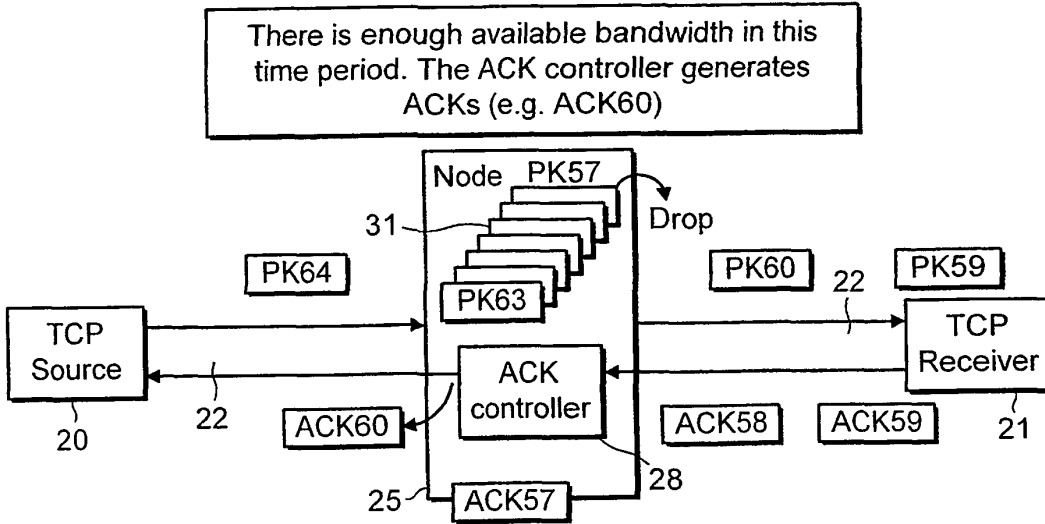 There is enough available bandwidth in this
time period. The ACK controller generates
ACKs (e.g. ACK60)
Node
PK57
Drop
31
PK64
PK63
PK60
PK59
TCP
Source
22
TCP
Receiver
ACK
controller
22
20
ACK60
ACK58
ACK59
21
28
25
ACK57